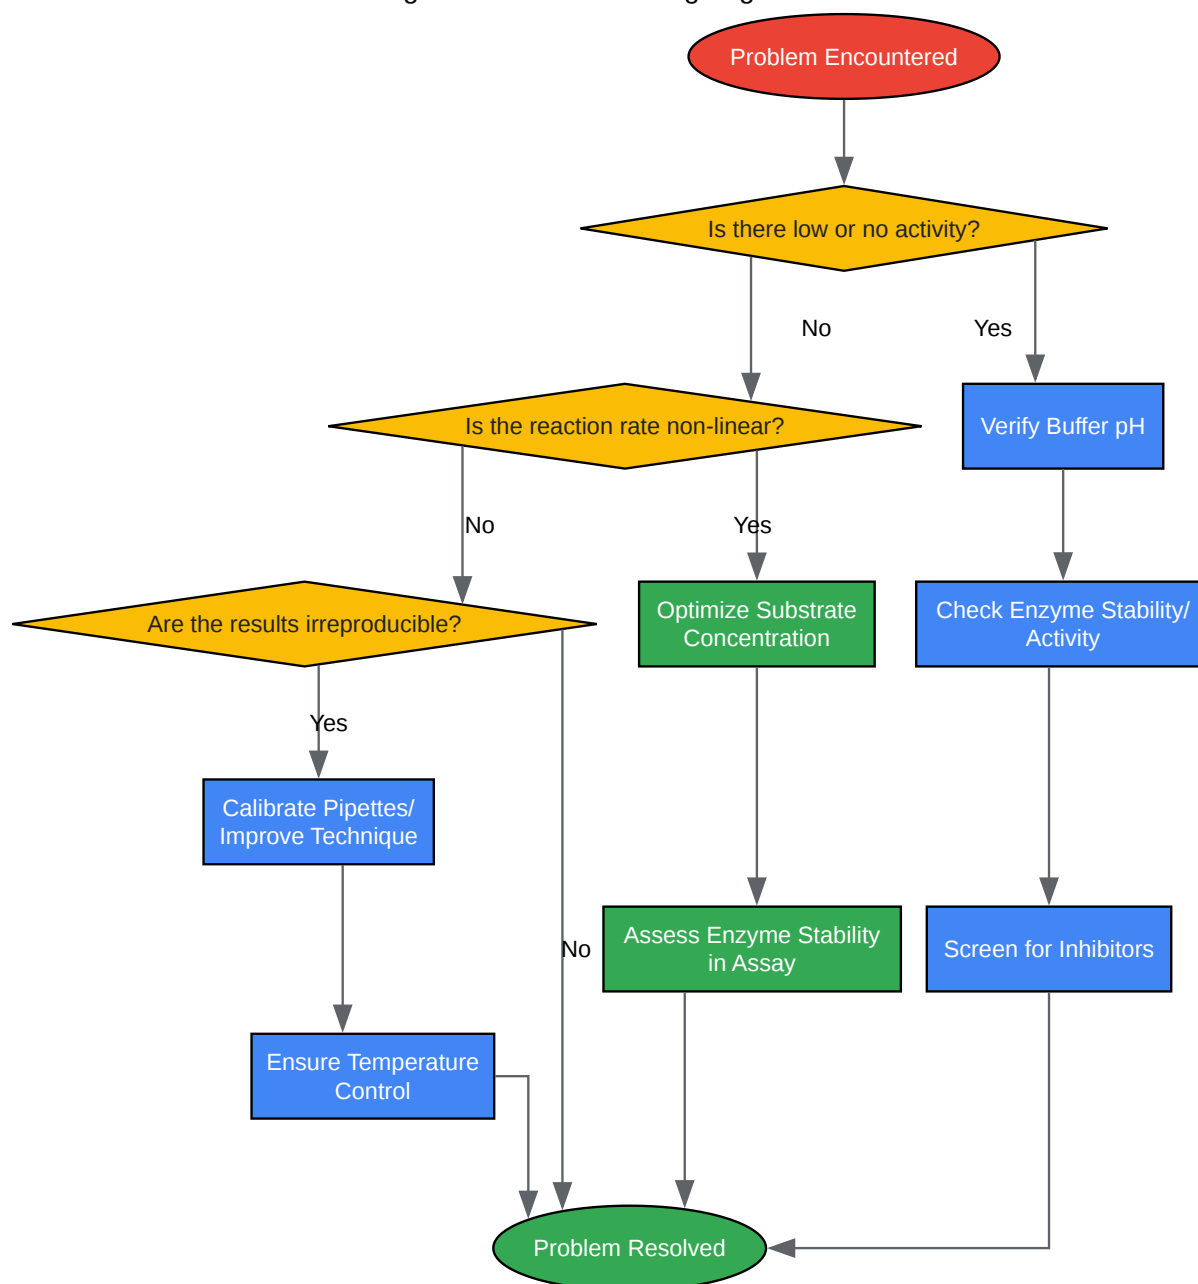 Problem Encountered
Is there low or no activity?
No
Yes
Is the reaction rate non-linear?
Verify Buffer pH
No
Yes
Are the results irreproducible?
Optimize Substrate
Concentration
Check Enzyme Stability/
Activity
Yes
Calibrate Pipettes/
Improve Technique
No
Assess Enzyme Stability
in Assay
Screen for Inhibitors
Ensure Temperature
Control
Problem Resolved